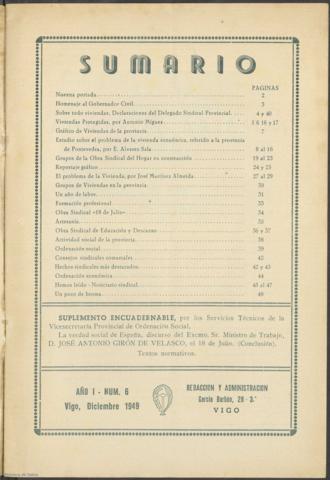 SUMARIO
PAGINAS
Nuestra portada 2
Homenaje al Gobernador Civil 3
Sobre todo viviendas, Declaraciones del Delegado Sindical Provincial 4 y 40
Viviendas Protegidas, por Antonio Míguez 5 6 16 y 17
Gráfico de Viviendas de la provincia 7
Estudio sobre el problema de la vivienda económica, referido a la provincia
de Pontevedra, por E. Alvarez Sala 8 al 16
Grupos de la Obra Sindical del Hogar en construcción 19 al 23
Reportaje gráfico 24 y 25
El problema de la Vivienda, por José Martínez Almeida 27 al 29
Grupos de Viviendas en la provincia 30
Un año de labor 31
Formación profesional 33
Obra Sindical «18 de Julio» 34
Artesanía 35
Obra Sindical de Educación y Descanso 36 y 37
Actividad social de la provincia 38
Ordenación social 39
Consejos sindicales comarcales 40
Hechos sindicales más destacados 42 y 43
Ordenación económica 44
Hemos leído - Noticiario sindical 45 al 47
Un poco de broma 48
SUPLEMENTO ENCUADERNABLE, por los Servicios Técnicos de la
Vicesecretaría Provincial de Ordenación Social.
La verdad social de España, discurso del Excmo. Sr. Ministro de Trabajo,
D. JOSÉ ANTONIO GIRÓN DE VELASCO, el 18 de Julio. (Conclusión).
Textos normativos.
AÑO I - NUM. 6
Vigo, Diciembre 1949
REDACCION Y ADMINISTRACION
García Barbón, 28 - 3.º
VIGO